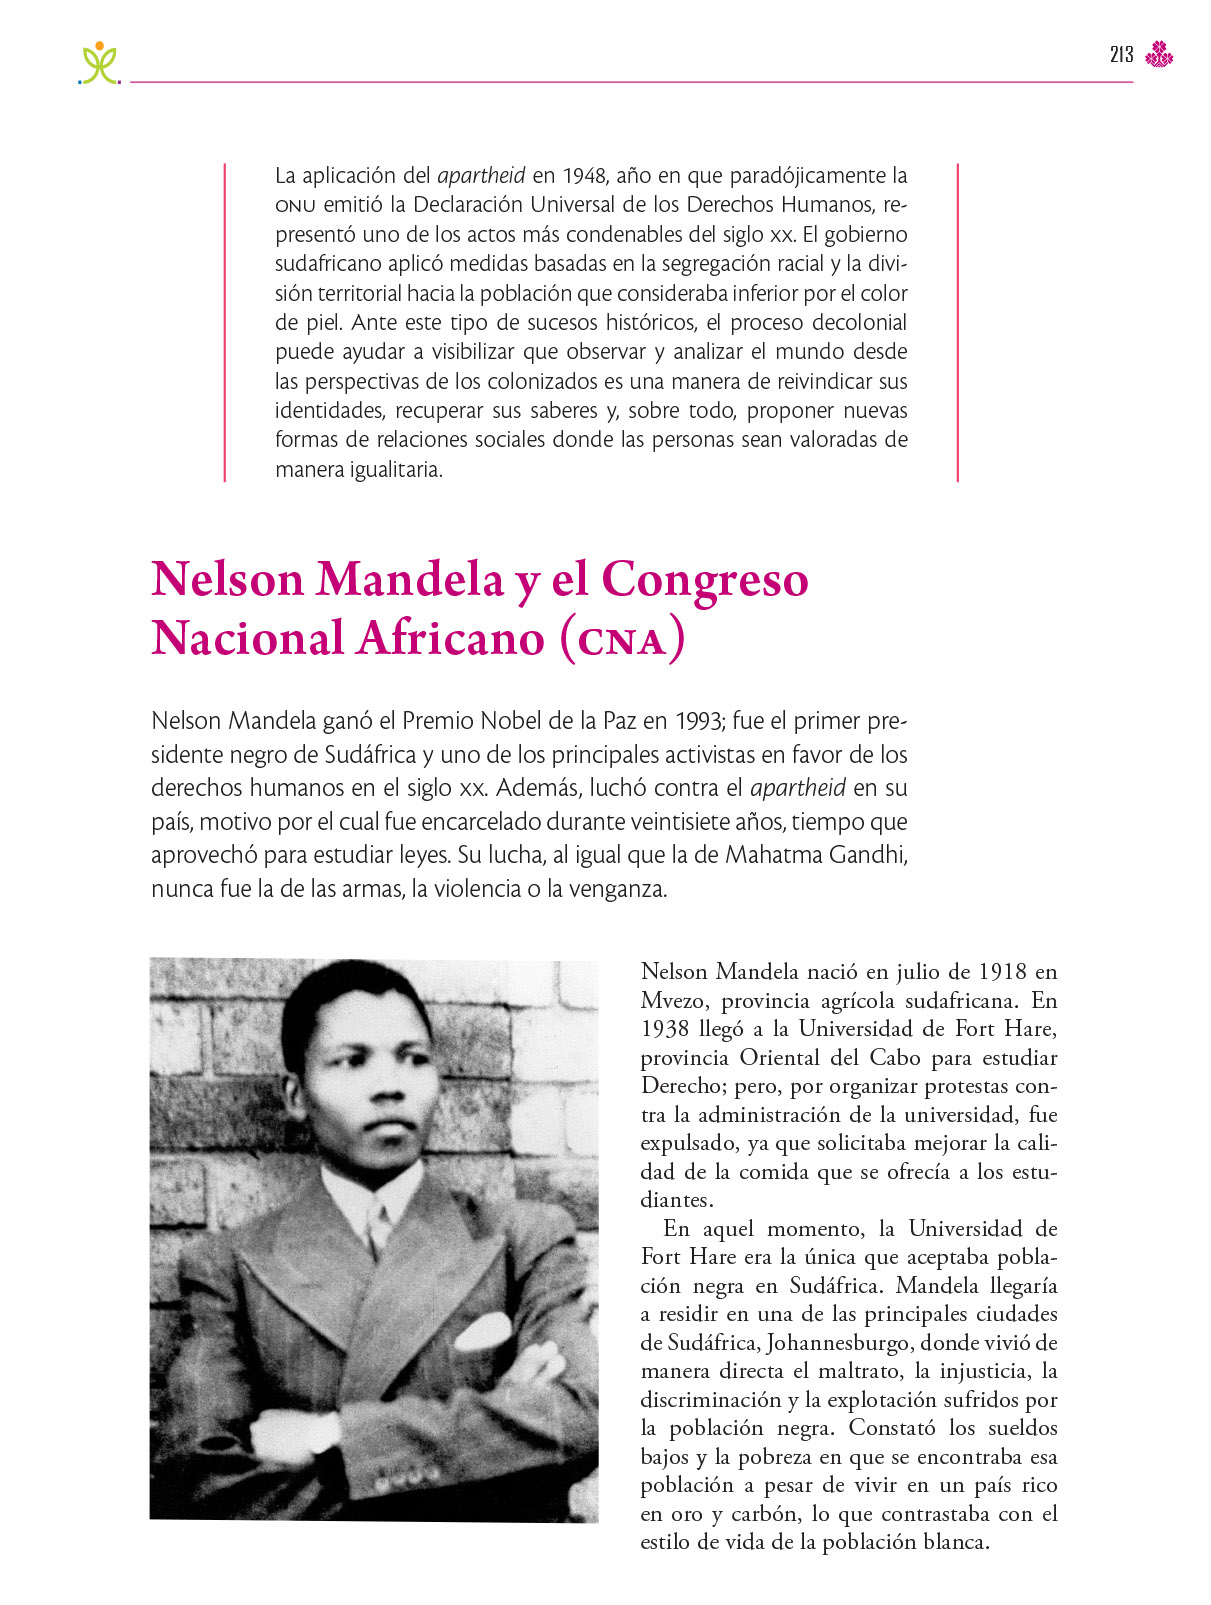 213
La aplicación del apartheid en 1948, año en que paradójicamente la
ONU emitió la Declaración Universal de los Derechos Humanos, re-
presentó uno de los actos más condenables del siglo XX. El gobierno
sudafricano aplicó medidas basadas en la segregación racial y la divi-
sión territorial hacia la población que consideraba inferior por el color
de piel. Ante este tipo de sucesos históricos, el proceso decolonial
puede ayudar a visibilizar que observar y analizar el mundo desde
las perspectivas de los colonizados es una manera de reivindicar sus
identidades, recuperar sus saberes y, sobre todo, proponer nuevas
formas de relaciones sociales donde las personas sean valoradas de
manera igualitaria.
Nelson Mandela y el Congreso
Nacional Africano (CNA)
Nelson Mandela ganó el Premio Nobel de la Paz en 1993; fue el primer pre-
sidente negro de Sudáfrica y uno de los principales activistas en favor de los
derechos humanos en el siglo XX. Además, luchó contra el apartheid en su
país, motivo por el cual fue encarcelado durante veintisiete años, tiempo que
aprovechó para estudiar leyes. Su lucha, al igual que la de Mahatma Gandhi,
nunca fue la de las armas, la violencia o la venganza.
Nelson Mandela nació en julio de 1918 en
Mvezo, provincia agrícola sudafricana. En
1938 llegó a la Universidad de Fort Hare,
provincia Oriental del Cabo para estudiar
Derecho; pero, por organizar protestas con-
tra la administración de la universidad, fue
expulsado, ya que solicitaba mejorar la cali-
dad de la comida que se ofrecía a los estu-
diantes.
En aquel momento, la Universidad de
Fort Hare era la única que aceptaba pobla-
ción negra en Sudáfrica. Mandela llegaría
a residir en una de las principales ciudades
de Sudáfrica, Johannesburgo, donde vivió de
manera directa el maltrato, la injusticia, la
discriminación y la explotación sufridos por
la población negra. Constató los sueldos
bajos y la pobreza en que se encontraba esa
población a pesar de vivir en un país rico
en oro y carbón, lo que contrastaba con el
estilo de vida de la población blanca.